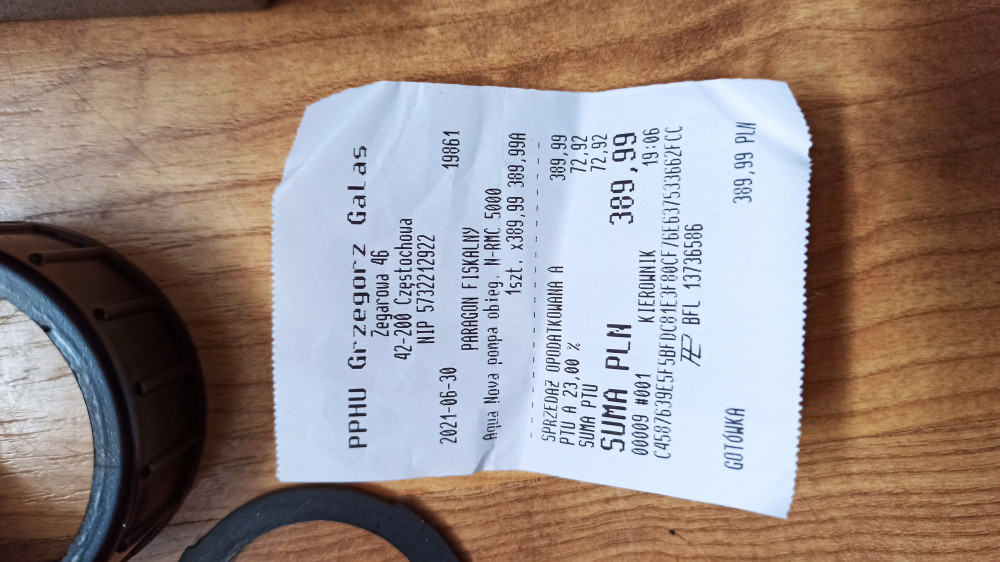 PPHU Grzegorz Galas
Zegarowa 46
42-200 Częstochowa
NIP 5732212922
2021-06-30 19861
PARAGON FISKALNY
Aqua Nova pompa obieg. N-RMC 5000
1szt. x389,99 389,99A
SPRZEDAŻ OPODATKOWANA A 389,99
PTU A 23,00 % 72,92
SUMA PTU 72,92
SUMA PLN 389,99
00009 #001 KIEROWNIK 19:06
C4587639E5F5BFDC81E3F80CF76E637533662FCC
BFL 13736586
GOTÓWKA 389,99 PLN